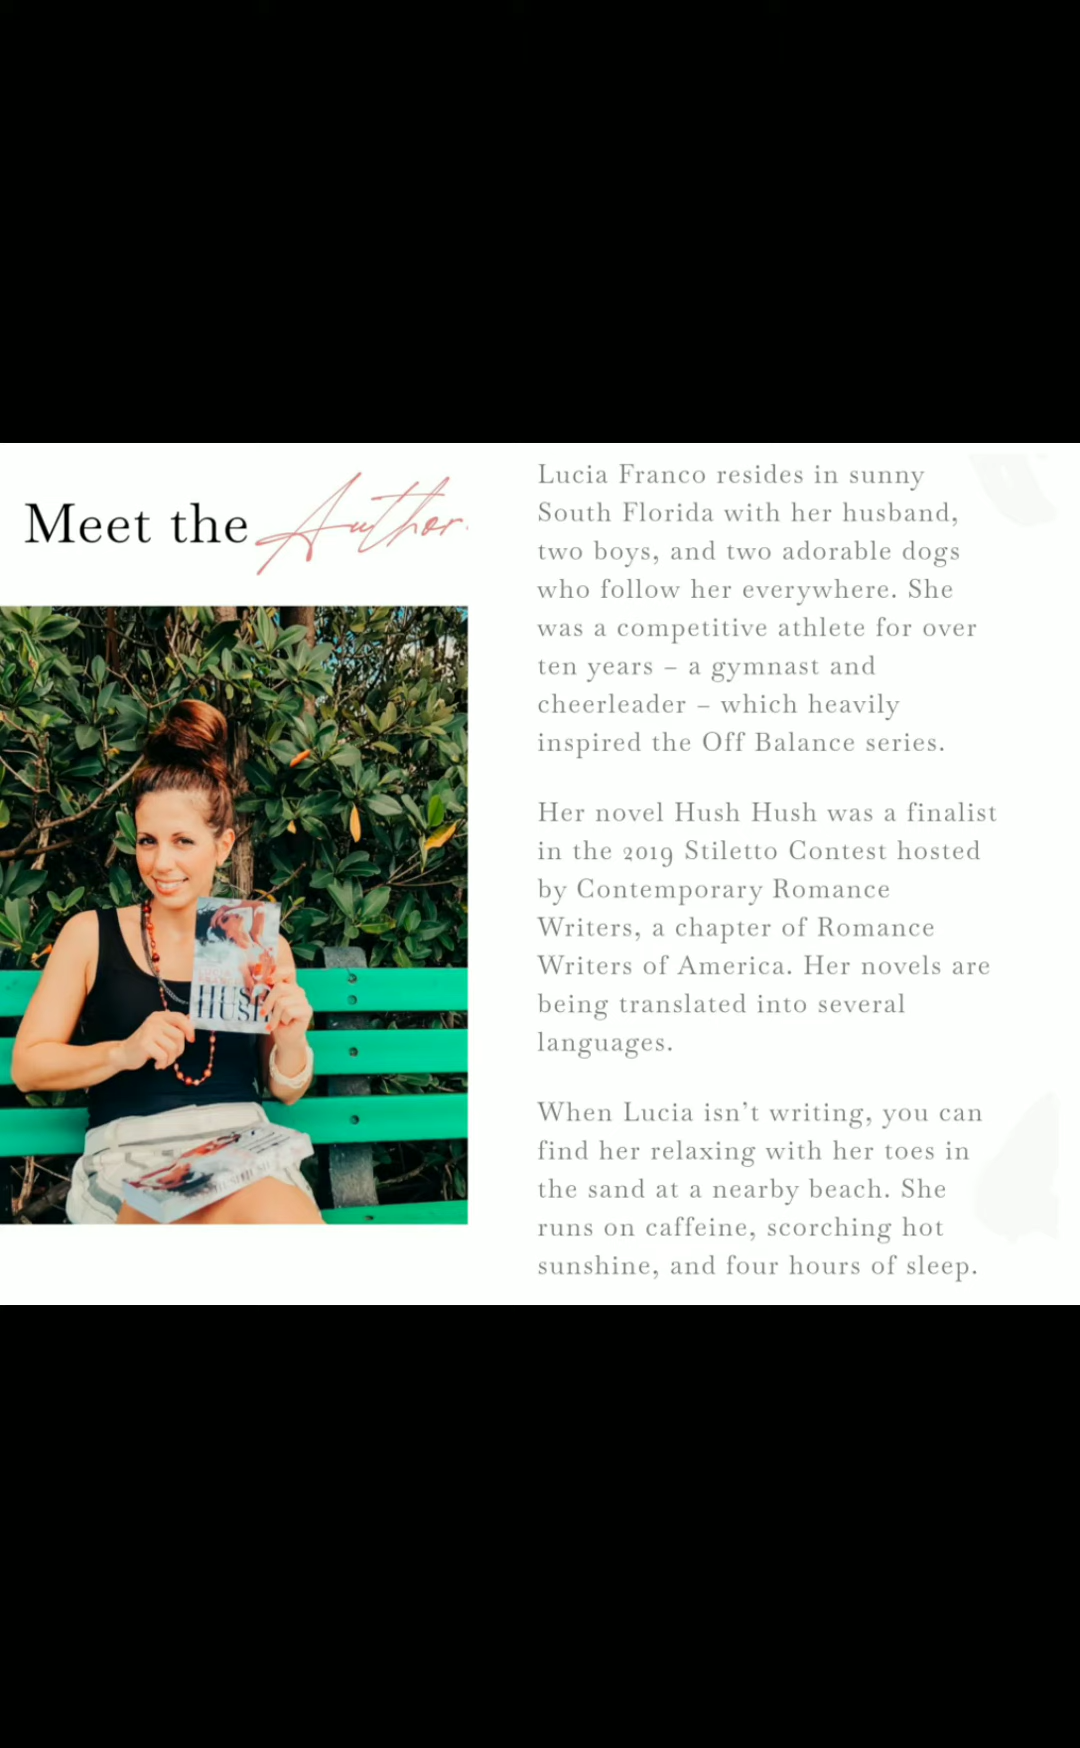 Meet the Author.
Lucia Franco resides in sunny
South Florida with her husband,
two boys, and two adorable dogs
who follow her everywhere. She
was a competitive athlete for over
ten years – a gymnast and
cheerleader – which heavily
inspired the Off Balance series.
Her novel Hush Hush was a finalist
in the 2019 Stiletto Contest hosted
by Contemporary Romance
Writers, a chapter of Romance
Writers of America. Her novels are
being translated into several
languages.
When Lucia isn’t writing, you can
find her relaxing with her toes in
the sand at a nearby beach. She
runs on caffeine, scorching hot
sunshine, and four hours of sleep.
HUSH
HUSH